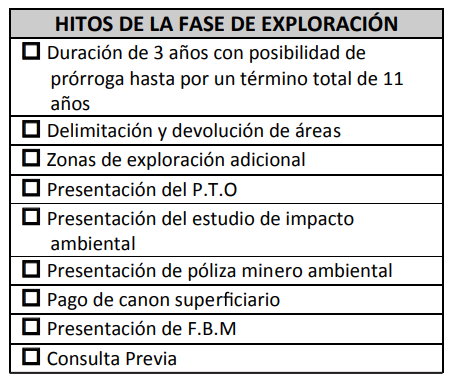 HITOS DE LA FASE DE EXPLORACIÓN
Duración de 3 años con posibilidad de
prórroga hasta por un término total de 11
años
Delimitación y devolución de áreas
Zonas de exploración adicional
Presentación del P.T.O
Presentación del estudio de impacto
ambiental
Presentación de póliza minero ambiental
Pago de canon superficiario
Presentación de F.B.M
Consulta Previa